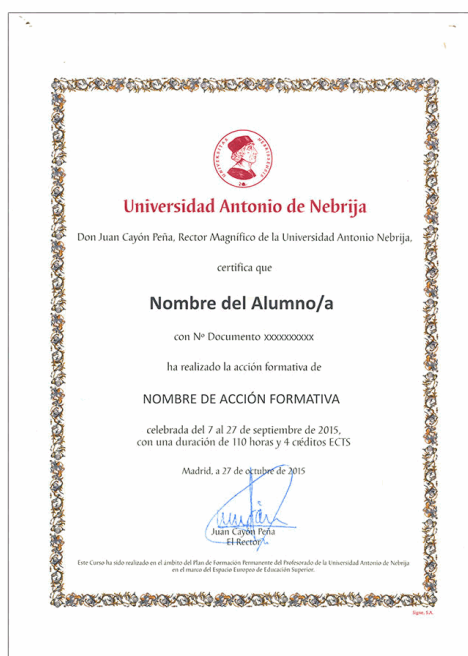 UNIVERSITAS NEBRISSENSIS
Universidad Antonio de Nebrija
Don Juan Cayón Peña, Rector Magnífico de la Universidad Antonio Nebrija,
certifica que
Nombre del Alumno/a
con Nº Documento xxxxxxxxxx
ha realizado la acción formativa de
NOMBRE DE ACCIÓN FORMATIVA
celebrada del 7 al 27 de septiembre de 2015,
con una duración de 110 horas y 4 créditos ECTS
Madrid, a 27 de octubre de 2015
Juan Cayón Peña
El Rector
Este Curso ha sido realizado en el ámbito del Plan de Formación Permanente del Profesorado de la Universidad Antonio de Nebrija
en el marco del Espacio Europeo de Educación Superior.
Signe, S.A.